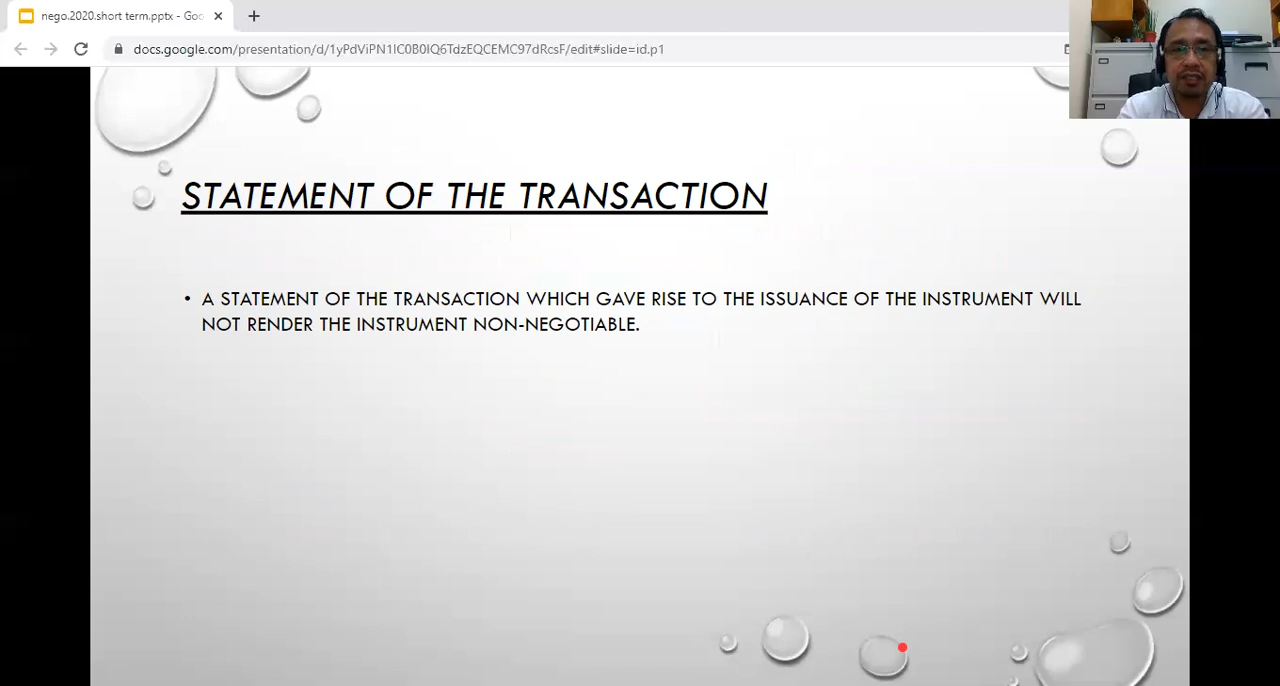 nego.2020.short term.pptx - Goo
docs.google.com/presentation/d/1yPdViPN1lC0B0IQ6TdzEQCEMC97dRcsF/edit#slide=id.p1
STATEMENT OF THE TRANSACTION
• A STATEMENT OF THE TRANSACTION WHICH GAVE RISE TO THE ISSUANCE OF THE INSTRUMENT WILL
NOT RENDER THE INSTRUMENT NON-NEGOTIABLE.